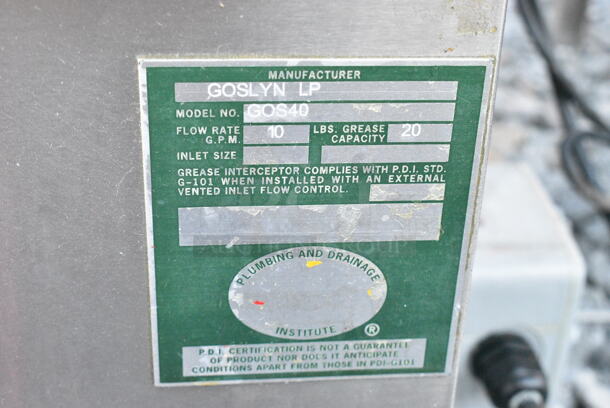 MANUFACTURER
GOSLYN LP
MODEL NO. GOS40
FLOW RATE G.P.M. 10 LBS. GREASE CAPACITY 20
INLET SIZE
GREASE INTERCEPTOR COMPLIES WITH P.D.I. STD.
G-101 WHEN INSTALLED WITH AN EXTERNAL
VENTED INLET FLOW CONTROL.
PLUMBING AND DRAINAGE
INSTITUTE ®
P.D.I. CERTIFICATION IS NOT A GUARANTEE
OF PRODUCT NOR DOES IT ANTICIPATE
CONDITIONS APART FROM THOSE IN PDI-G101